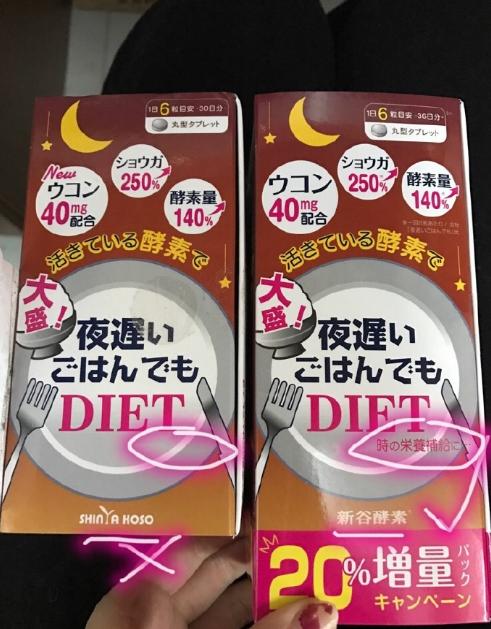 1日6粒目安・30日分
丸型タブレット
New
ウコン
40mg
配合
ショウガ
250%
酵素量
140%
活きている酵素で
大盛!
夜遅い
ごはんでも
DIET
SHINYA KOSO
1日6粒目安・36日分
丸型タブレット
ウコン
40mg
配合
ショウガ
250%
酵素量
140%
活きている酵素で
大盛!
夜遅い
ごはんでも
DIET
時の栄養補給に…
新谷酵素
20%増量パック
キャンペーン